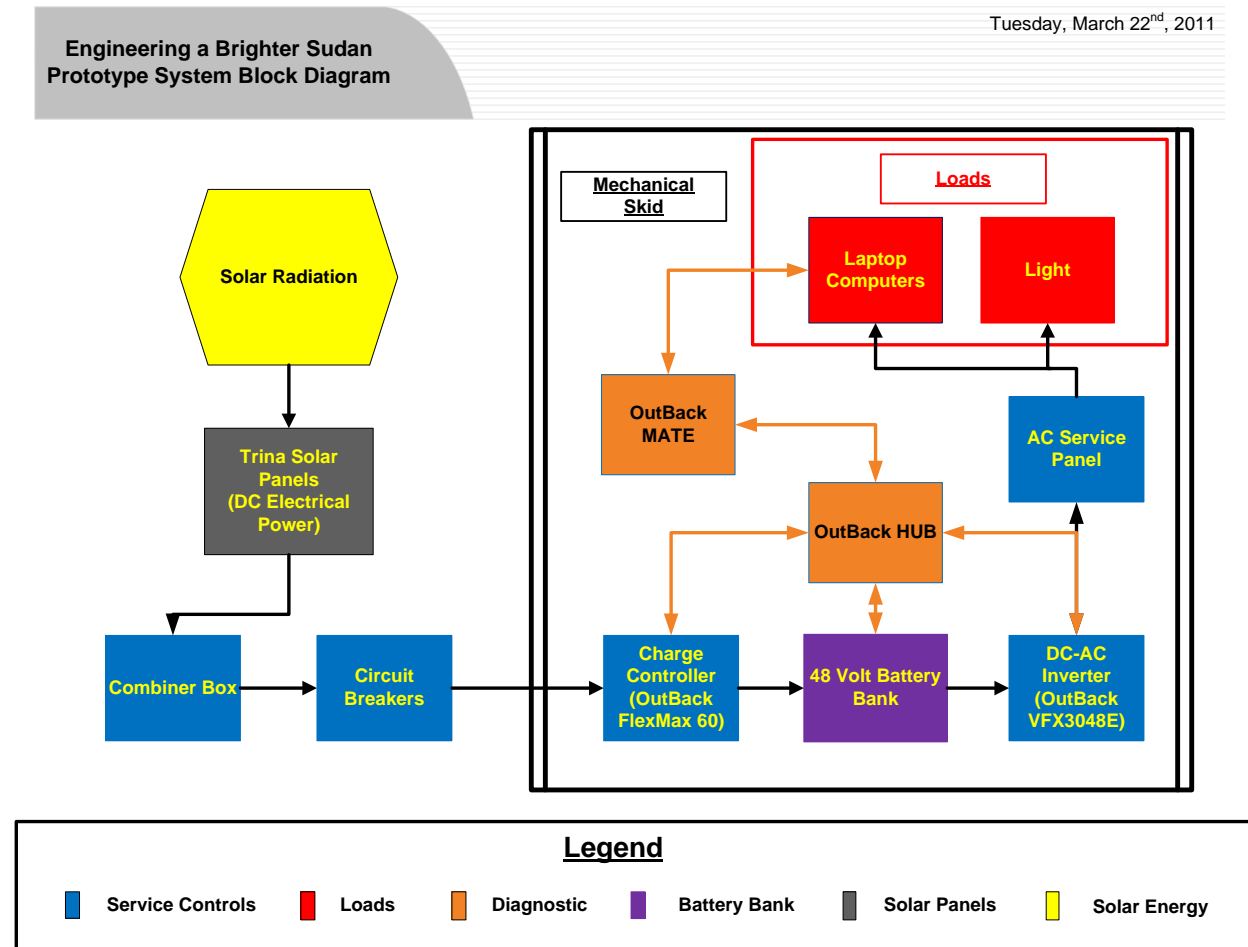 Tuesday, March 22nd, 2011
Engineering a Brighter Sudan
Prototype System Block Diagram
Mechanical
Skid
Loads
Solar Radiation
Laptop
Computers
Light
OutBack
MATE
AC Service
Panel
Trina Solar
Panels
(DC Electrical
Power)
OutBack HUB
Combiner Box
Circuit
Breakers
Charge
Controller
(OutBack
FlexMax 60)
48 Volt Battery
Bank
DC-AC
Inverter
(OutBack
VFX3048E)
Legend
Service Controls
Loads
Diagnostic
Battery Bank
Solar Panels
Solar Energy